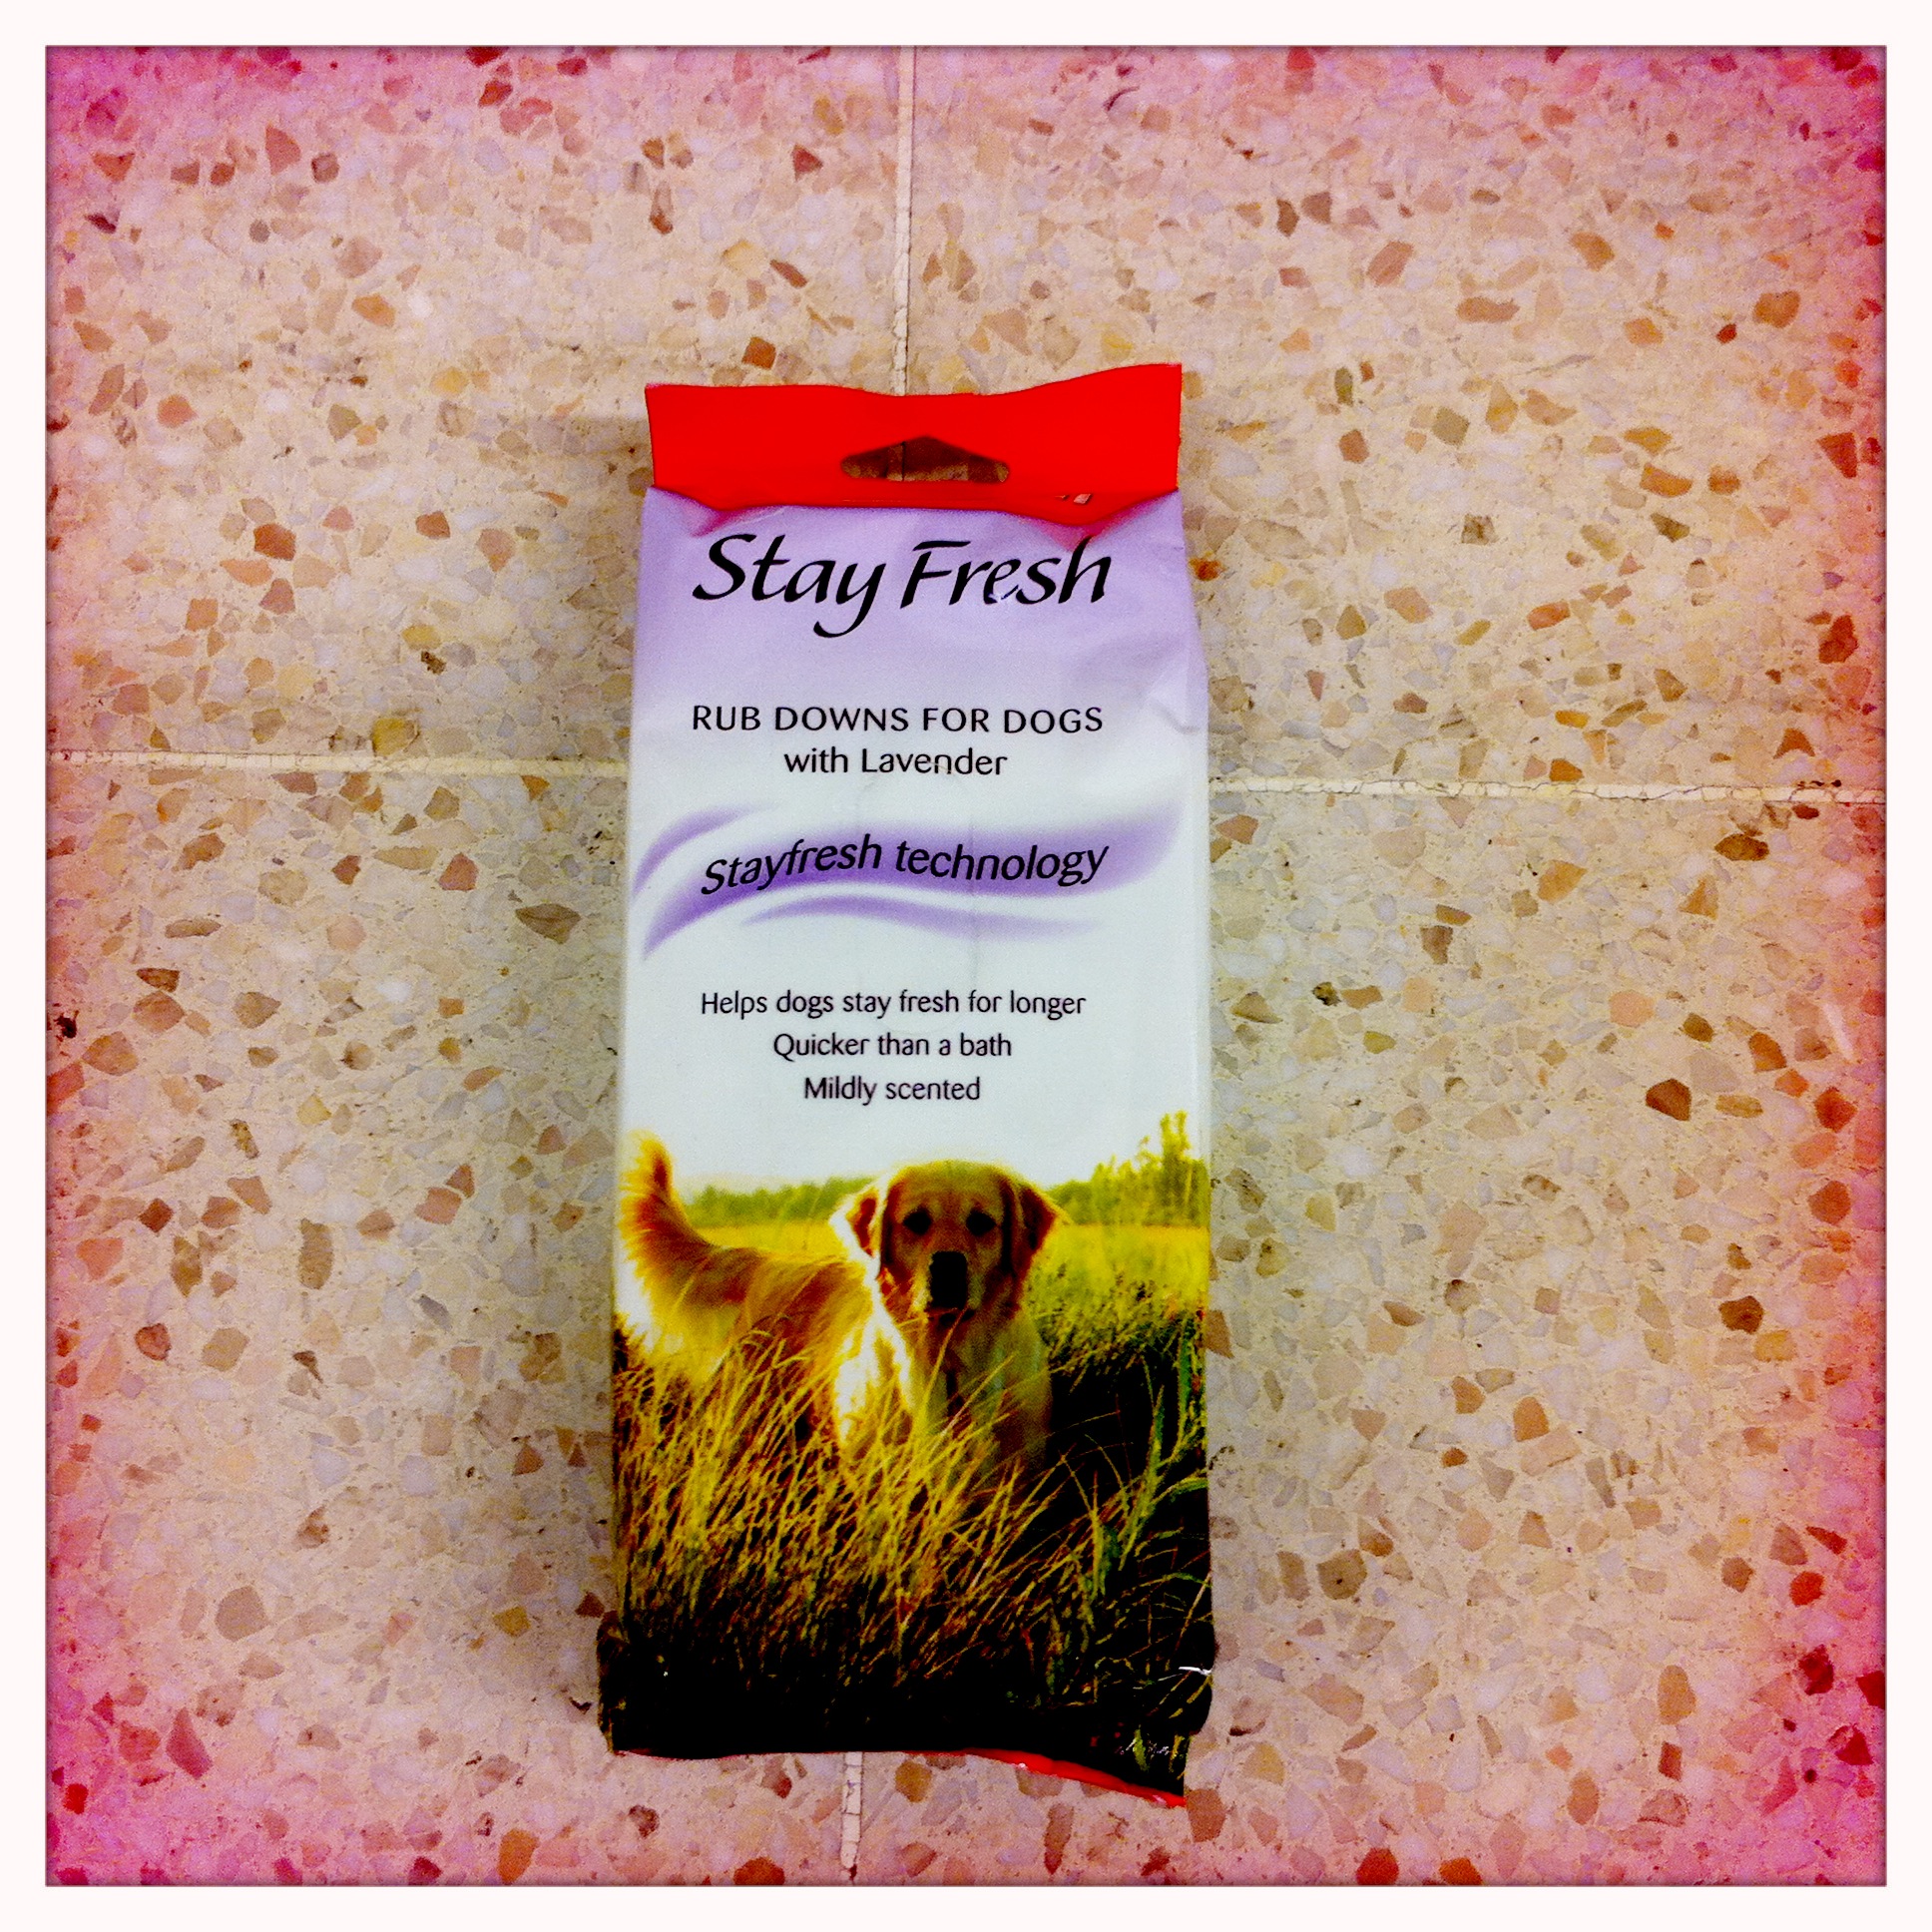 Stay Fresh
RUB DOWNS FOR DOGS
with Lavender
Stayfresh technology
Helps dogs stay fresh for longer
Quicker than a bath
Mildly scented